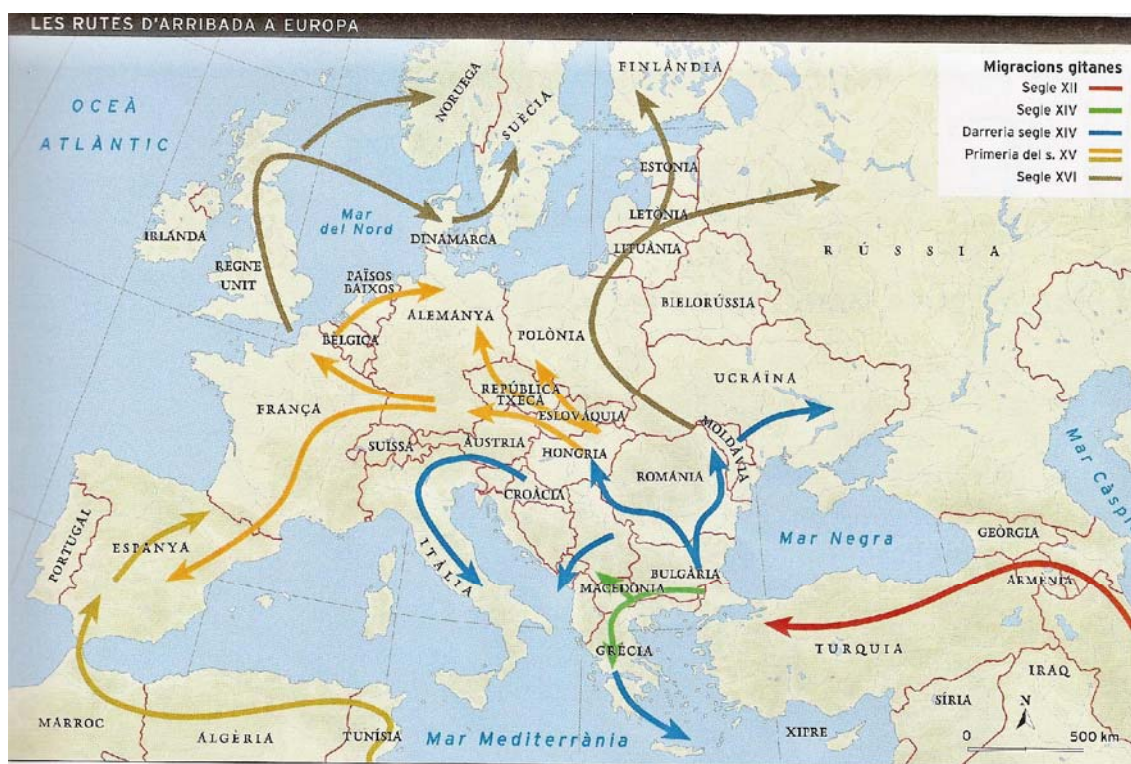 LES RUTES D'ARRIBADA A EUROPA
Migracions gitanes
Segle XII
Segle XIV
Darreria segle XIV
Primeria del s. XV
Segle XVI
OCEÀ
ATLÀNTIC
NORUEGA
SUÈCIA
FINLÀNDIA
ESTONIA
LETÒNIA
LITUÀNIA
RÚSSIA
Mar
del Nord
DINAMARCA
IRLANDA
REGNE
UNIT
PAÏSOS
BAIXOS
BÈLGICA
ALEMANYA
POLÒNIA
BIELORÚSSIA
UCRAÏNA
REPÚBLICA
TXECA
ESLOVÀQUIA
FRANÇA
SUÏSSA
ÀUSTRIA
HONGRIA
MOLDÀVIA
ROMÀNIA
CROÀCIA
ITÀLIA
PORTUGAL
ESPANYA
BULGÀRIA
MACEDÒNIA
GRÈCIA
Mar Negra
Mar Càspi
GEÒRGIA
ARMÈNIA
TURQUIA
SÍRIA
IRAQ
XIPRE
MARROC
ALGÈRIA
TUNÍSIA
Mar Mediterrània
N
0 500 km